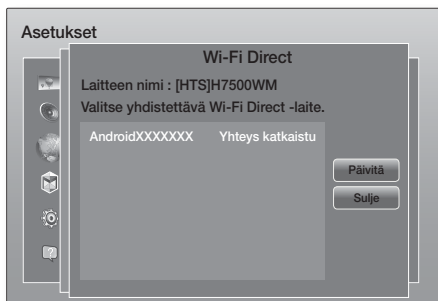 Asetukset
Wi-Fi Direct
Laitteen nimi : [HTS]H7500WM
Valitse yhdistettävä Wi-Fi Direct -laite.
AndroidXXXXXXX Yhteys katkaistu
Päivitä
Sulje